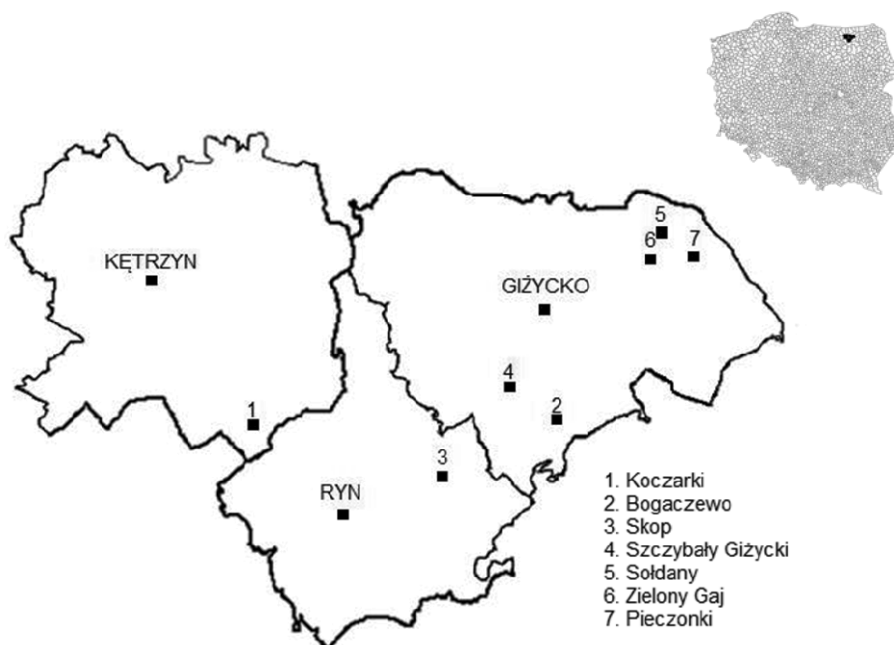 KĘTRZYN
GIŻYCKO
5
6
7
4
2
1
3
RYN
1. Koczarki
2. Bogaczewo
3. Skop
4. Szczybały Giżycki
5. Sołdany
6. Zielony Gaj
7. Pieczonki